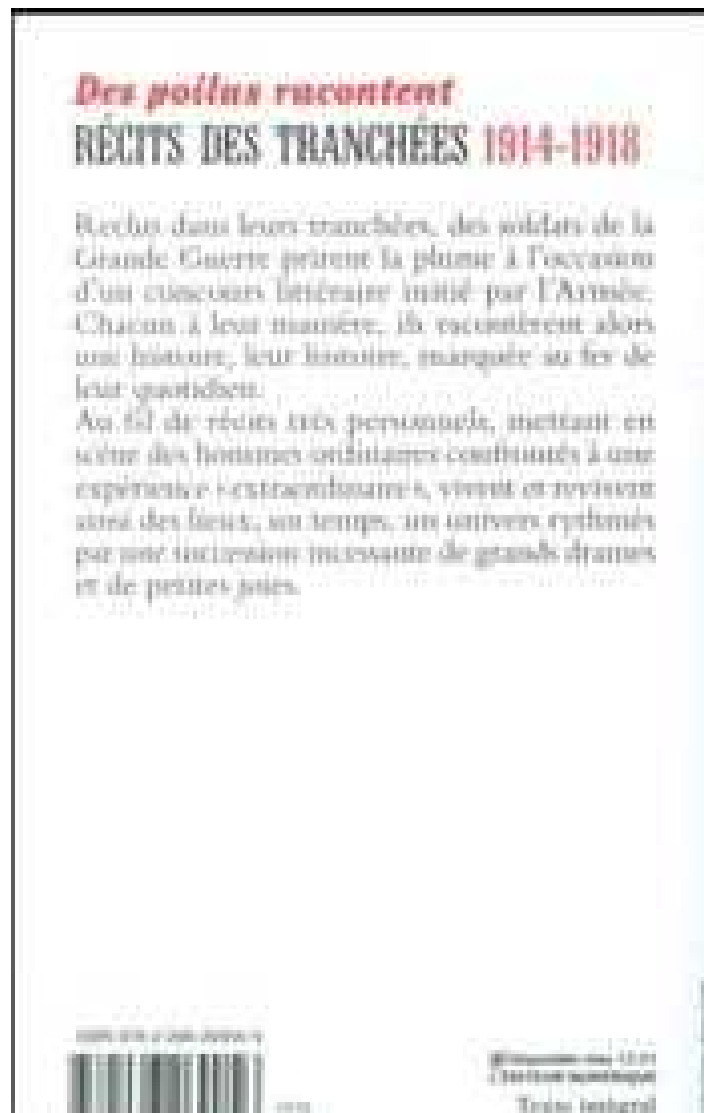 Des poilus racontent
RÉCITS DES TRANCHÉES 1914-1918
Reclus dans leurs tranchées, des soldats de la
Grande Guerre prirent la plume à l'occasion
d'un concours littéraire initié par l'Armée.
Chacun à leur manière, ils racontèrent alors
une histoire, leur histoire, marquée au fer de
leur quotidien.
Au fil de récits très personnels, mettant en
scène des hommes ordinaires confrontés à une
expérience «extraordinaire», vivent et revivent
ainsi des lieux, un temps, un univers rythmés
par une succession incessante de grands drames
et de petites joies.
Texte intégral